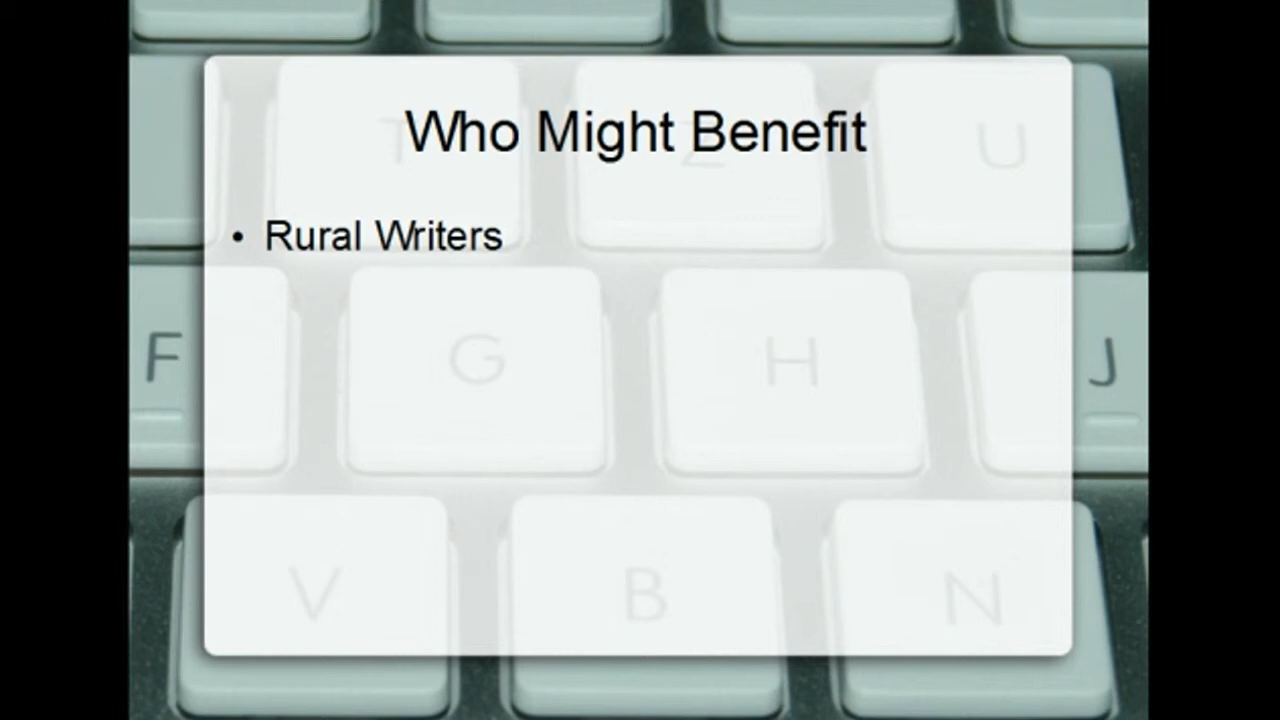 Who Might Benefit
T Z U
• Rural Writers
F G H J
V B N